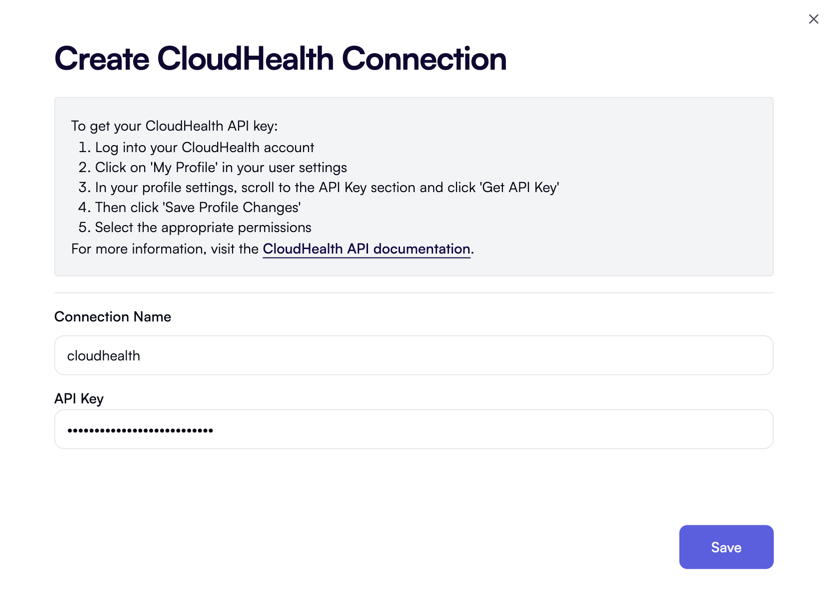 Create CloudHealth Connection
To get your CloudHealth API key:
1. Log into your CloudHealth account
2. Click on 'My Profile' in your user settings
3. In your profile settings, scroll to the API Key section and click 'Get API Key'
4. Then click 'Save Profile Changes'
5. Select the appropriate permissions
For more information, visit the CloudHealth API documentation.
Connection Name
cloudhealth
API Key
•••••••••••••••••••••••••••
Save